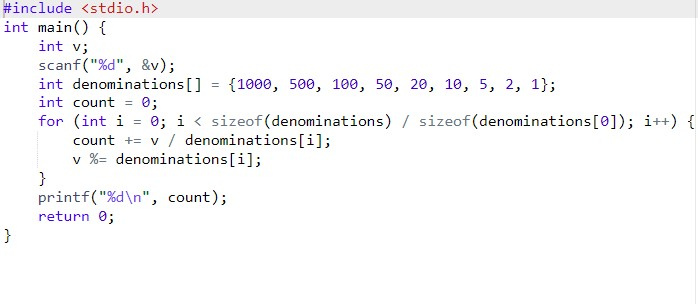 #include <stdio.h>
int main() {
    int v;
    scanf("%d", &v);
    int denominations[] = {1000, 500, 100, 50, 20, 10, 5, 2, 1};
    int count = 0;
    for (int i = 0; i < sizeof(denominations) / sizeof(denominations[0]); i++) {
        count += v / denominations[i];
        v %= denominations[i];
    }
    printf("%d\n", count);
    return 0;
}